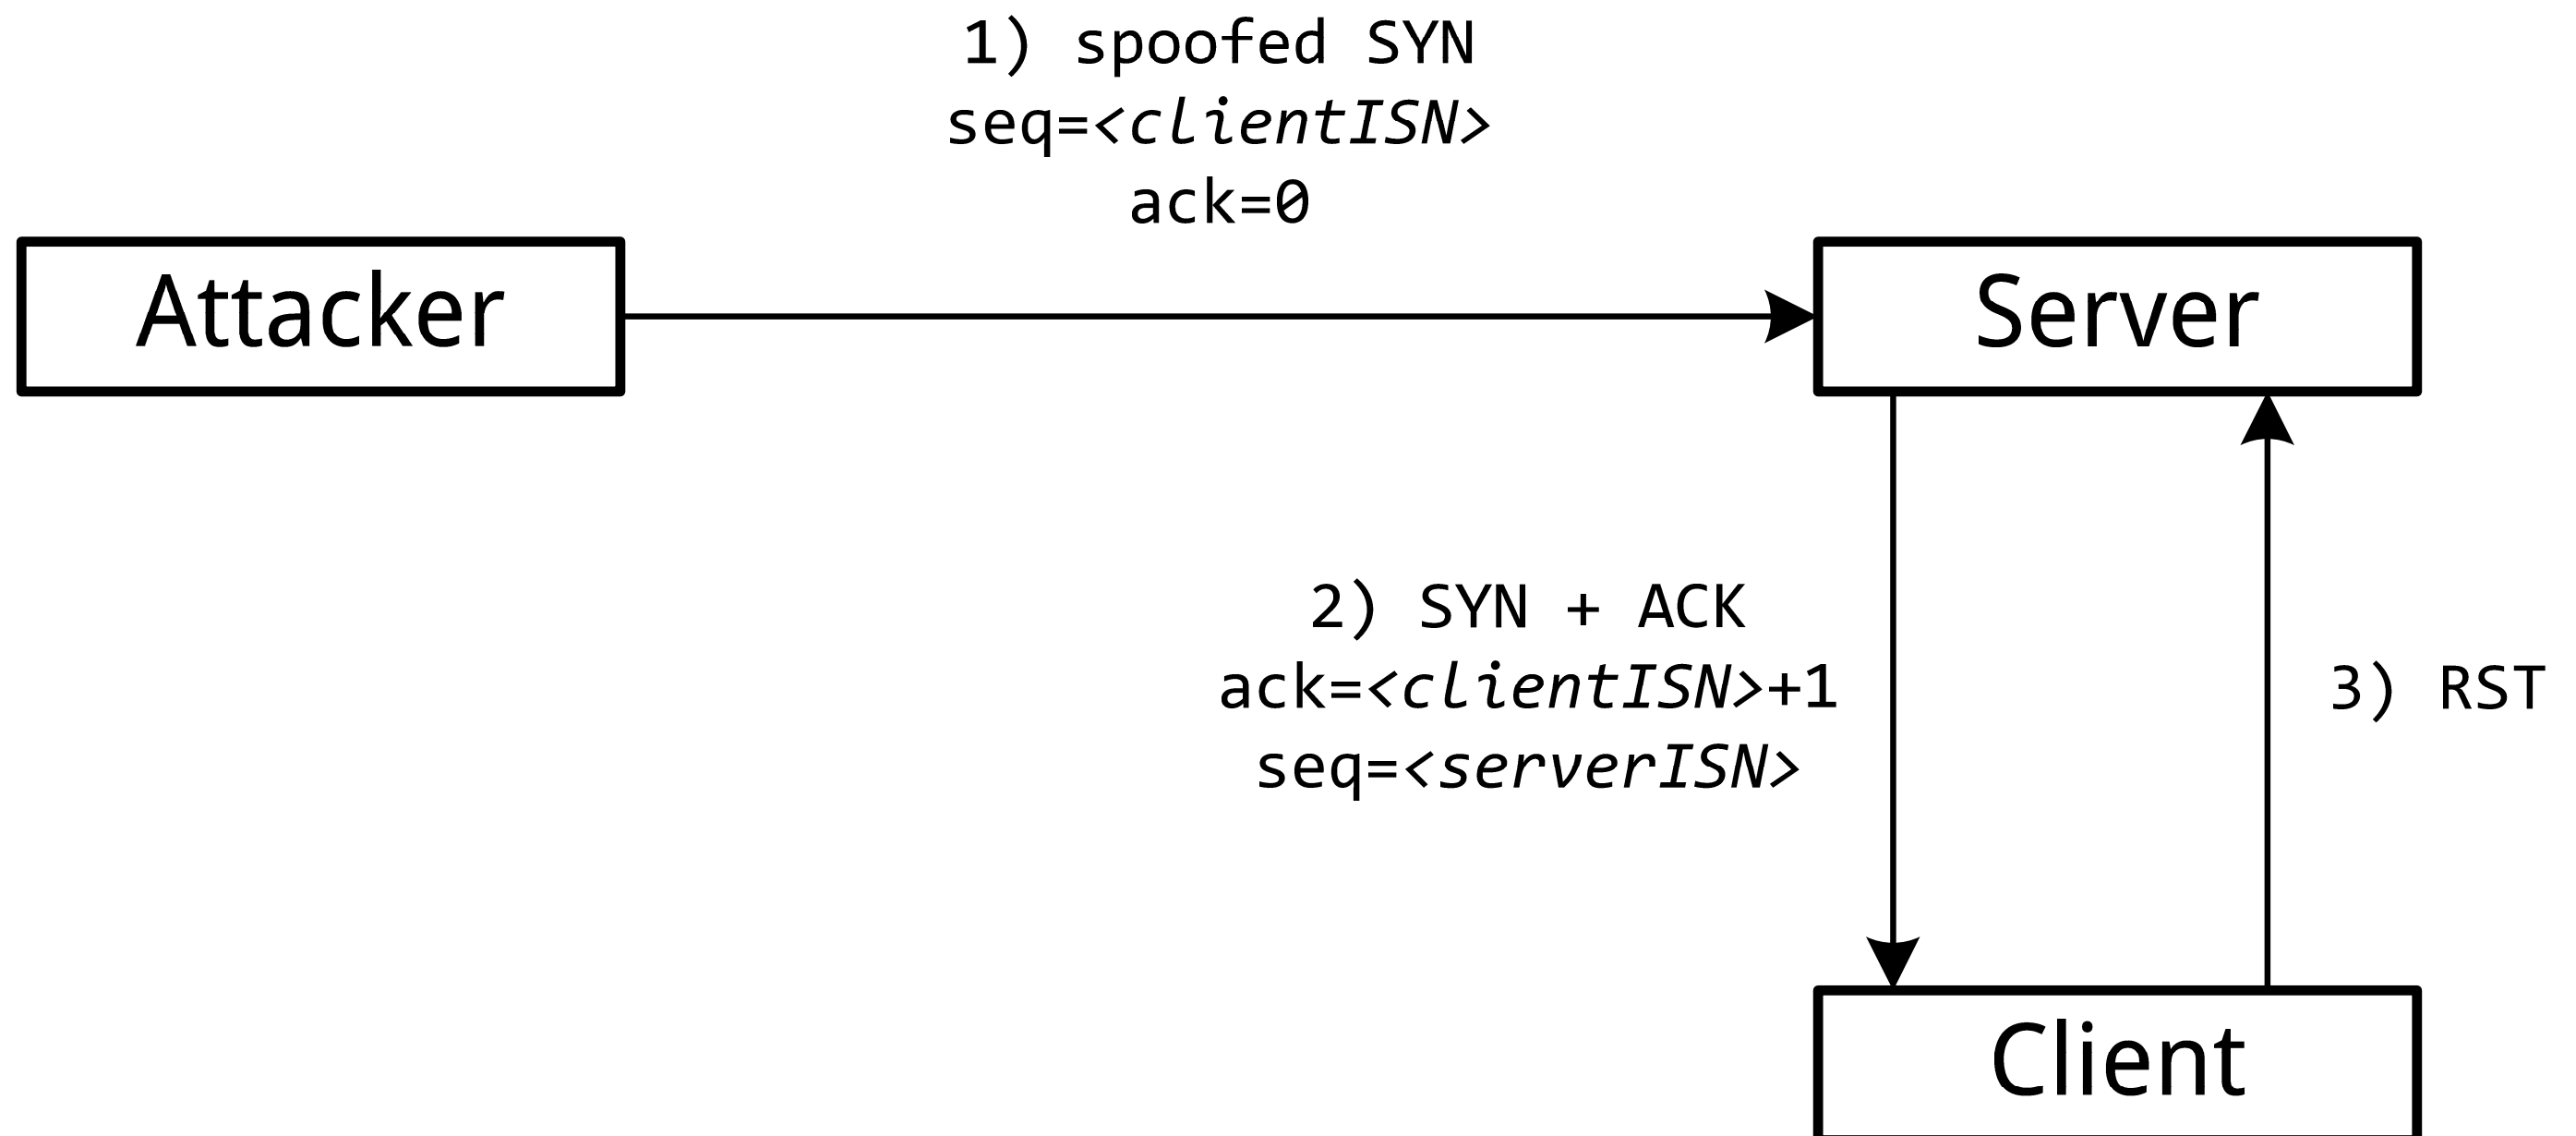 1) spoofed SYN
seq=<clientISN>
ack=0
Attacker
Server
2) SYN + ACK
ack=<clientISN>+1
seq=<serverISN>
3) RST
Client